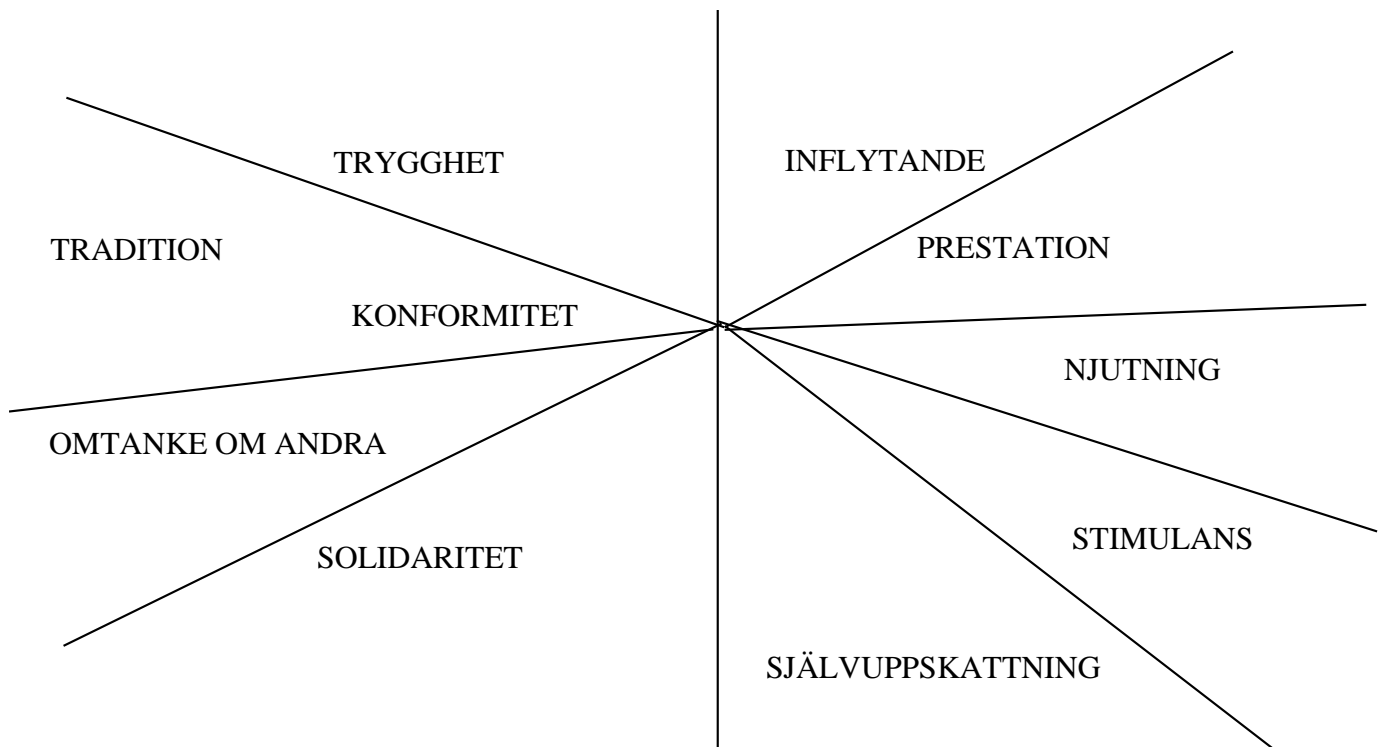 TRYGGHET
INFLYTANDE
TRADITION
PRESTATION
KONFORMITET
NJUTNING
OMTANKE OM ANDRA
STIMULANS
SOLIDARITET
SJÄLVUPPSKATTNING